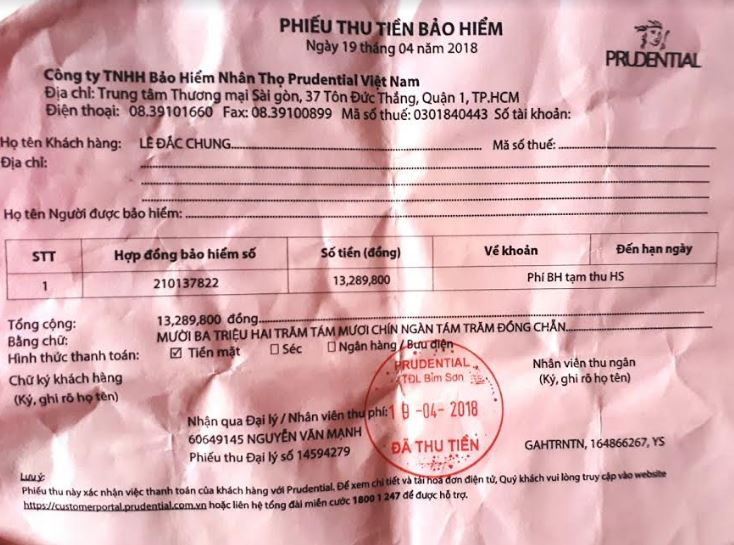 PHIẾU THU TIỀN BẢO HIỂM
Ngày 19 tháng 04 năm 2018
PRUDENTIAL
Công ty TNHH Bảo Hiểm Nhân Thọ Prudential Việt Nam
Địa chỉ: Trung tâm Thương mại Sài gòn, 37 Tôn Đức Thắng, Quận 1, TP.HCM
Điện thoại: 08.39101660 Fax: 08.39100899 Mã số thuế: 0301840443 Số tài khoản:
Họ tên Khách hàng: LÊ ĐẮC CHUNG Mã số thuế:
Địa chỉ:
Họ tên Người được bảo hiểm:
STT Hợp đồng bảo hiểm số Số tiền (đồng) Về khoản Đến hạn ngày
1 210137822 13,289,800 Phí BH tạm thu HS
Tổng cộng: 13,289,800 đồng
Bằng chữ: MƯỜI BA TRIỆU HAI TRĂM TÁM MƯƠI CHÍN NGÀN TÁM TRĂM ĐỒNG CHẴN
Hình thức thanh toán: ☑ Tiền mặt ☐ Séc ☐ Ngân hàng / Bưu điện
PRUDENTIAL
TĐL Bỉm Sơn
19-04-2018
ĐÃ THU TIỀN
Chữ ký khách hàng
(Ký, ghi rõ họ tên)
Nhân viên thu ngân
(Ký, ghi rõ họ tên)
Nhận qua Đại lý / Nhân viên thu phí:
60649145 NGUYỄN VĂN MẠNH
Phiếu thu Đại lý số 14594279
GAHTRNTN, 164866267, YS
Lưu ý:
Phiếu thu này xác nhận việc thanh toán của khách hàng với Prudential. Để xem chi tiết và tải hoá đơn điện tử, Quý khách vui lòng truy cập vào website
https://customerportal.prudential.com.vn hoặc liên hệ tổng đài miễn cước 1800 1 247 để được hỗ trợ.